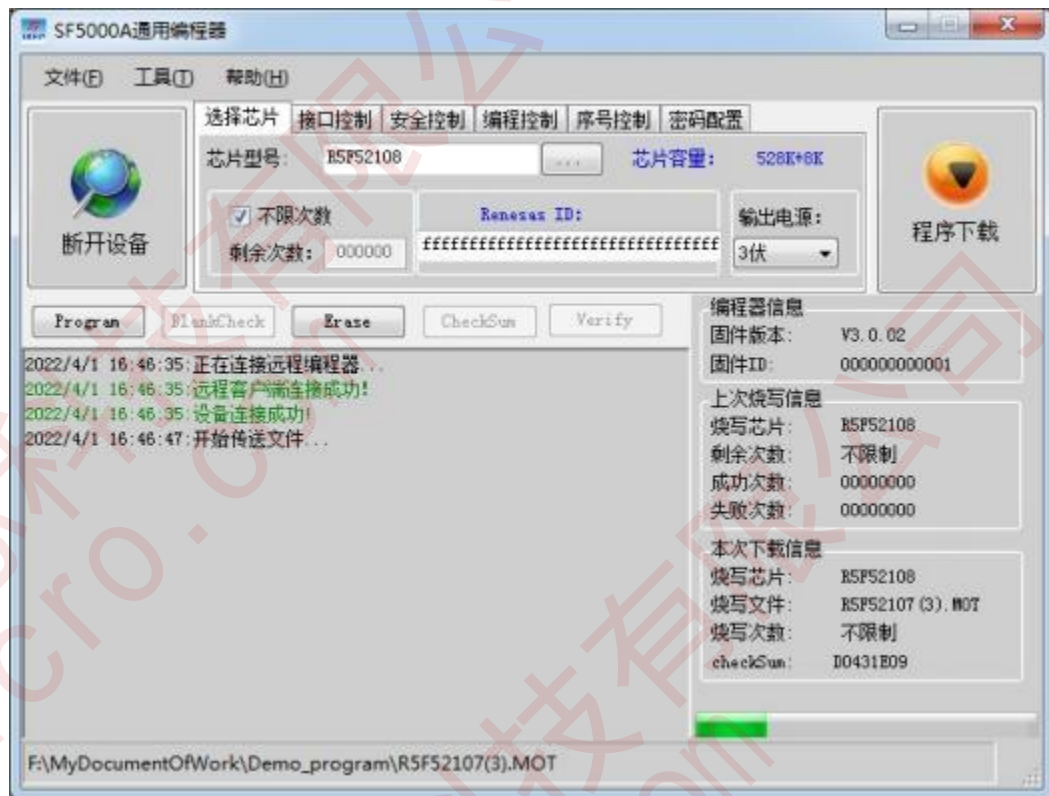 SF5000A通用编程器
文件(F) 工具(T) 帮助(H)
断开设备
选择芯片 接口控制 安全控制 编程控制 序号控制 密码配置
芯片型号: R5F52108 ... 芯片容量: 528K+8K
不限次数
剩余次数: 000000
Renesas ID:
ffffffffffffffffffffffffffffffff
输出电源:
3伏
程序下载
Program BlankCheck Erase CheckSum Verify
2022/4/1 16:46:35:正在连接远程编程器...
2022/4/1 16:46:35:远程客户端连接成功!
2022/4/1 16:46:35:设备连接成功!
2022/4/1 16:46:47:开始传送文件...
编程器信息
固件版本: V3.0.02
固件ID: 000000000001
上次烧写信息
烧写芯片: R5F52108
剩余次数: 不限制
成功次数: 00000000
失败次数: 00000000
本次下载信息
烧写芯片: R5F52108
烧写文件: R5F52107(3).MOT
烧写次数: 不限制
checkSum: D0431E09
F:\MyDocumentOfWork\Demo_program\R5F52107(3).MOT